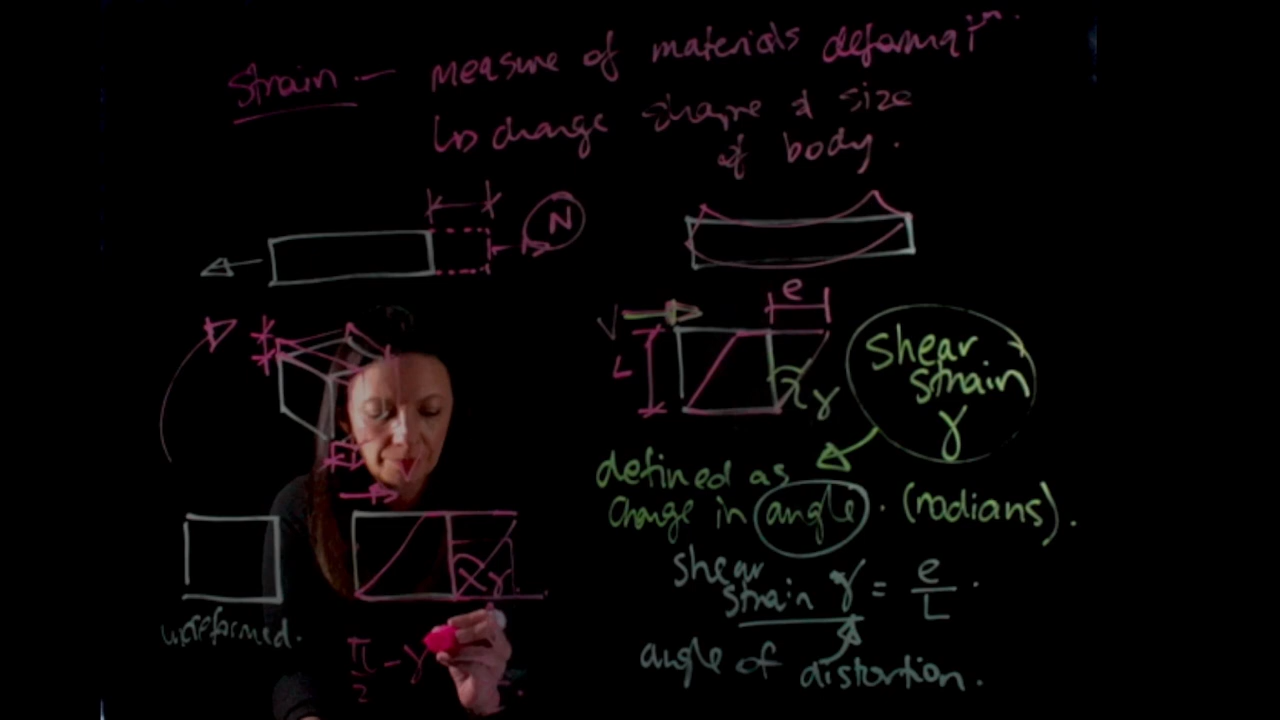 Strain - measure of materials deformatⁿ.
↳ change shape & size
of body.
N
e
V
L
γ
shear
strain
γ
defined as
change in angle. (radians).
shear
strain γ = e/L.
angle of distortion.
V
γ
undeformed.
π/2 - γ